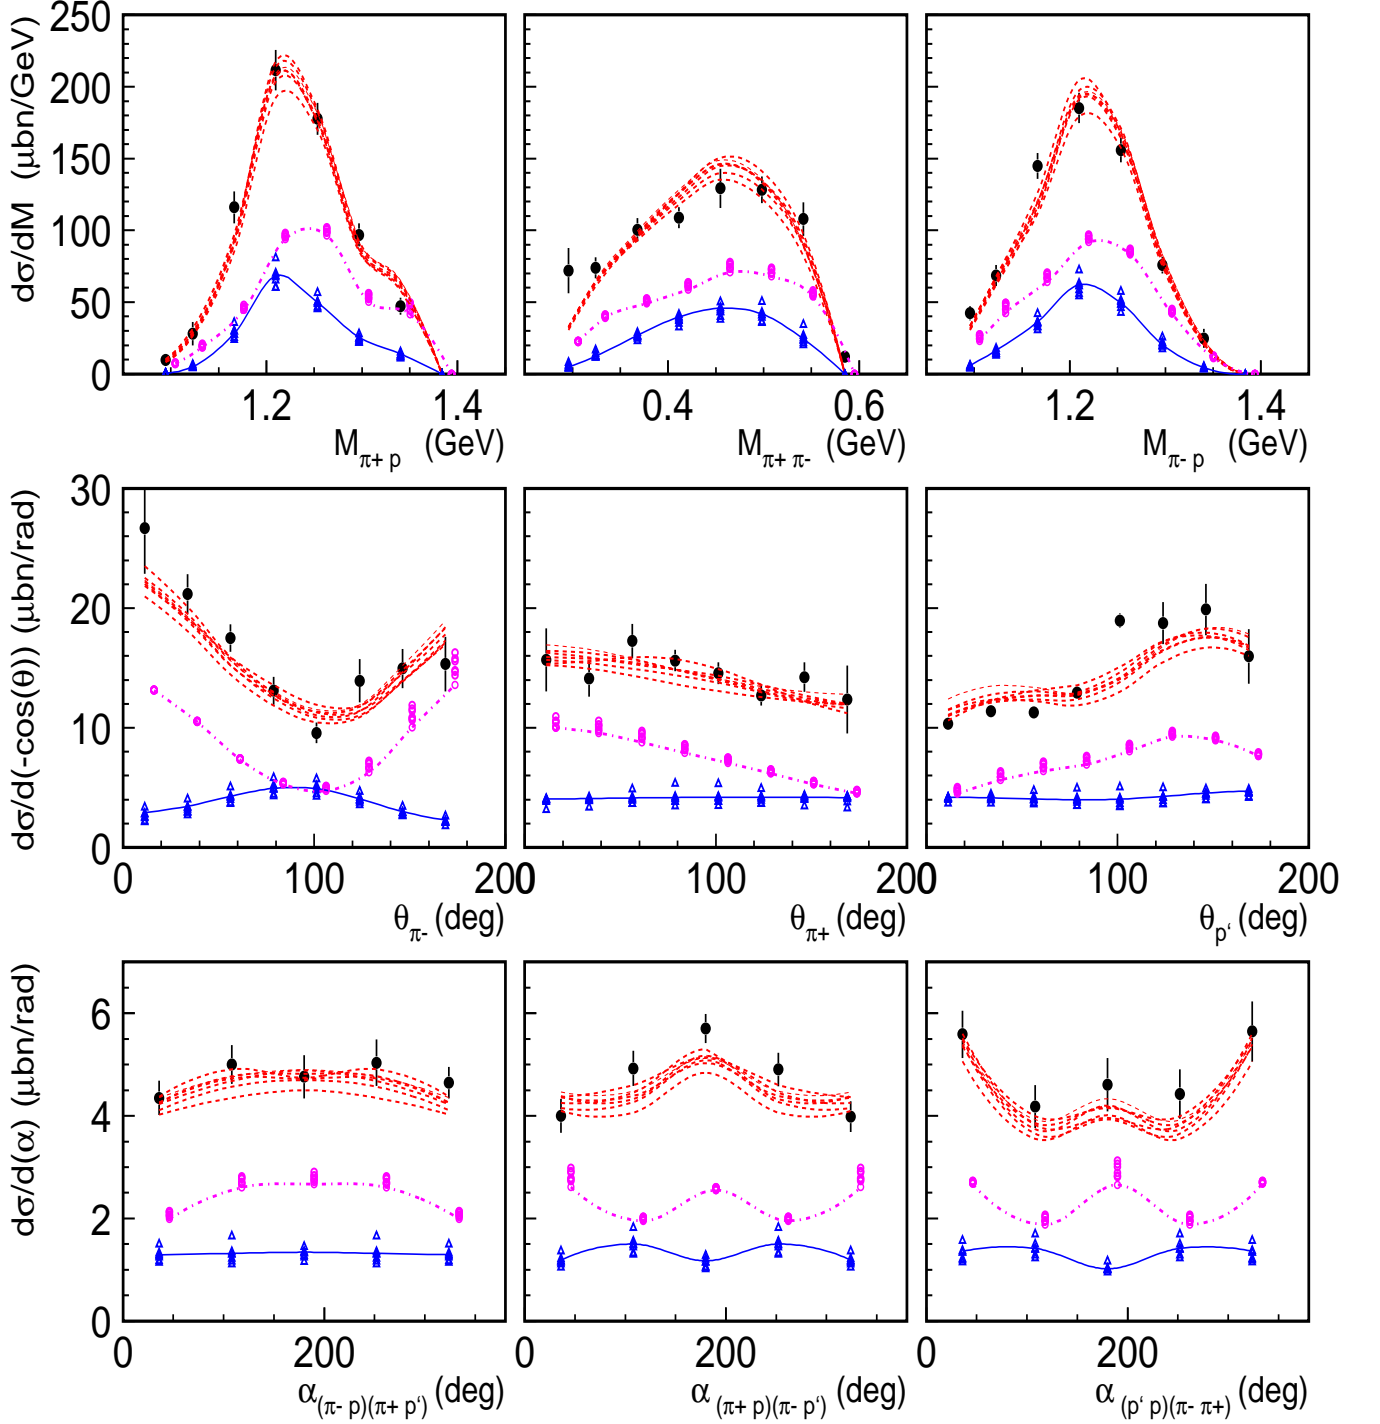 250
200
150
100
50
0
dσ/dM (μbn/GeV)
1.2 1.4
M π+ p (GeV)
0.4 0.6
M π+ π- (GeV)
1.2 1.4
M π- p (GeV)
30
20
10
0
dσ/d(-cos(θ)) (μbn/rad)
0 100 200
θ π- (deg)
0 100 200
θ π+ (deg)
0 100 200
θ p‘ (deg)
6
4
2
0
dσ/d(α) (μbn/rad)
0 200
α (π- p)(π+ p‘) (deg)
0 200
α (π+ p)(π- p‘) (deg)
0 200
α (p‘ p)(π- π+) (deg)